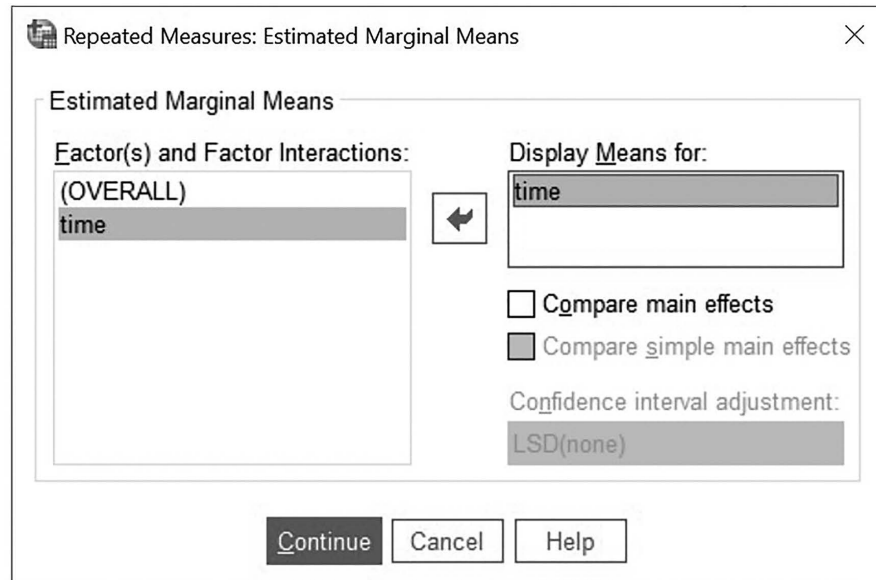 Repeated Measures: Estimated Marginal Means
Estimated Marginal Means
Factor(s) and Factor Interactions:
(OVERALL)
time
Display Means for:
time
Compare main effects
Compare simple main effects
Confidence interval adjustment:
LSD(none)
Continue
Cancel
Help